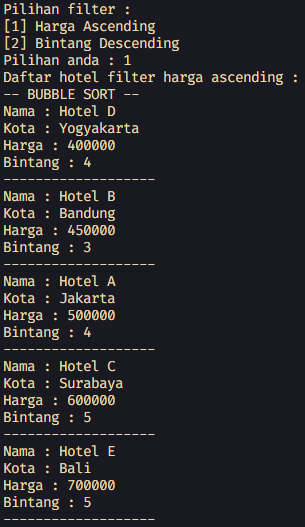 Pilihan filter :
[1] Harga Ascending
[2] Bintang Descending
Pilihan anda : 1
Daftar hotel filter harga ascending :
-- BUBBLE SORT --
Nama : Hotel D
Kota : Yogyakarta
Harga : 400000
Bintang : 4
-------------------
Nama : Hotel B
Kota : Bandung
Harga : 450000
Bintang : 3
-------------------
Nama : Hotel A
Kota : Jakarta
Harga : 500000
Bintang : 4
-------------------
Nama : Hotel C
Kota : Surabaya
Harga : 600000
Bintang : 5
-------------------
Nama : Hotel E
Kota : Bali
Harga : 700000
Bintang : 5
-------------------